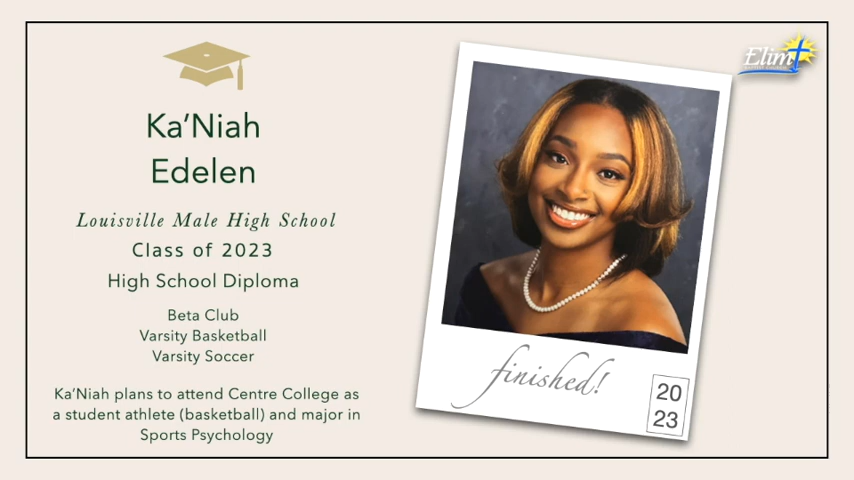 Ka’Niah
Edelen
Louisville Male High School
Class of 2023
High School Diploma
Beta Club
Varsity Basketball
Varsity Soccer
Ka’Niah plans to attend Centre College as
a student athlete (basketball) and major in
Sports Psychology
Elim
finished!
20
23